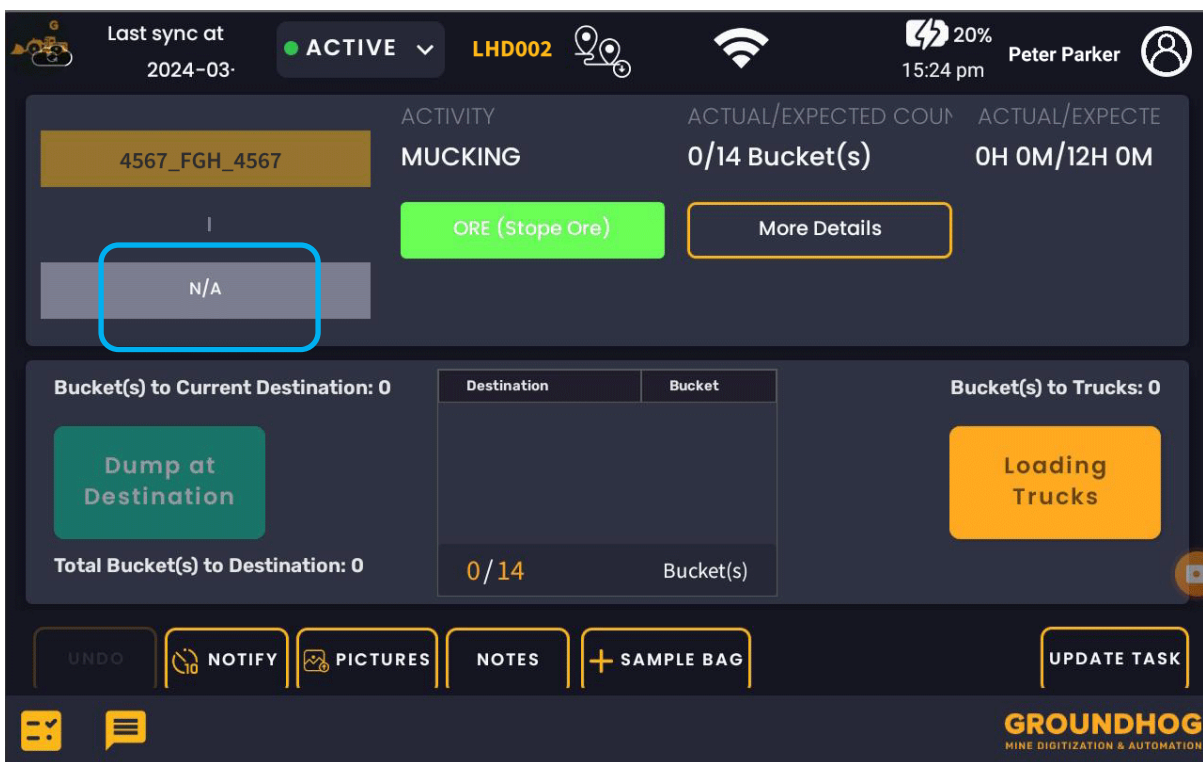 G
Last sync at
2024-03-
ACTIVE
LHD002
20%
15:24 pm
Peter Parker
4567_FGH_4567
N/A
ACTIVITY
MUCKING
ORE (Stope Ore)
ACTUAL/EXPECTED COUN
0/14 Bucket(s)
More Details
ACTUAL/EXPECTE
0H 0M/12H 0M
Bucket(s) to Current Destination: 0
Dump at
Destination
Total Bucket(s) to Destination: 0
Destination Bucket
0/14 Bucket(s)
Bucket(s) to Trucks: 0
Loading
Trucks
UNDO
10 NOTIFY
PICTURES
NOTES
+ SAMPLE BAG
UPDATE TASK
GROUNDHOG
MINE DIGITIZATION & AUTOMATION